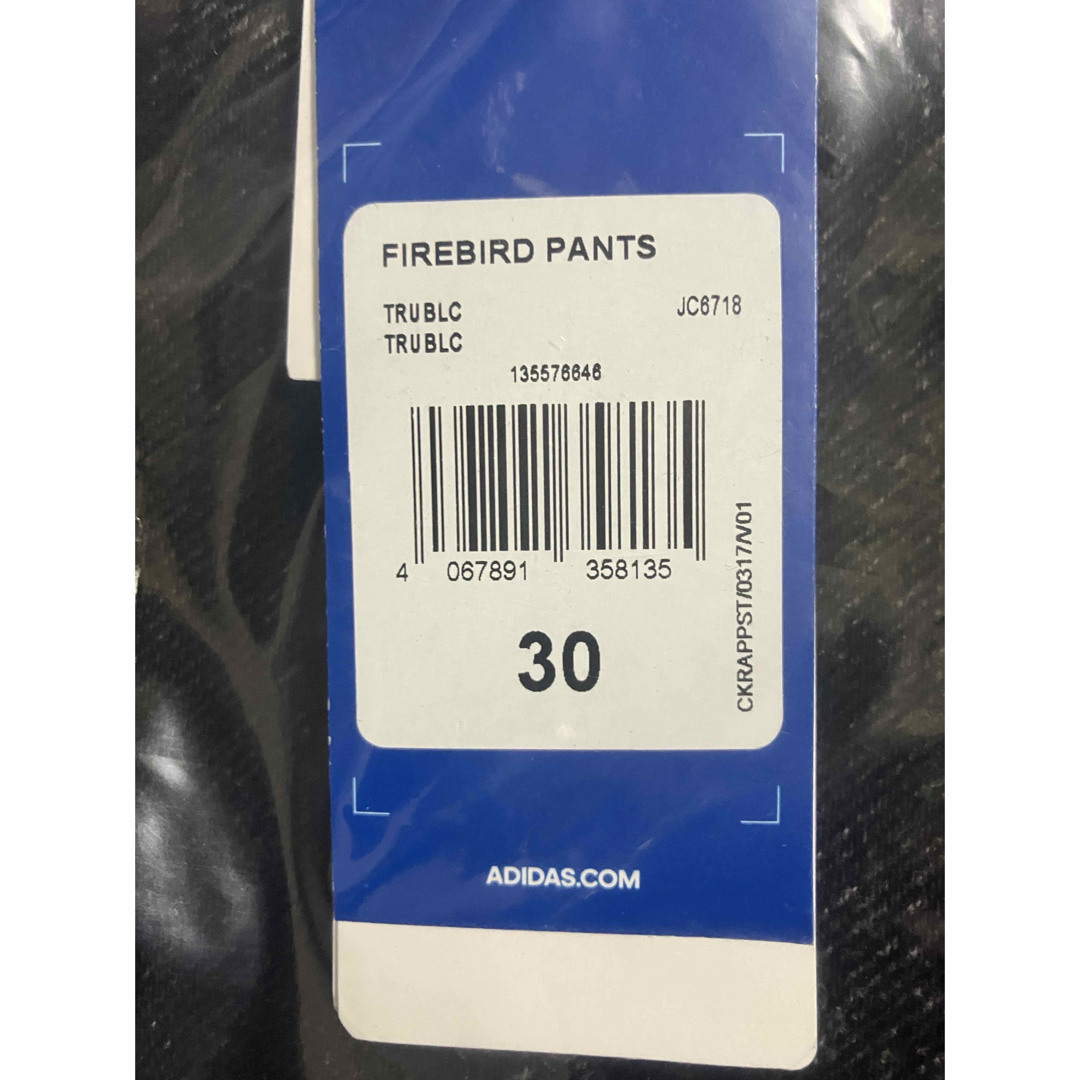 FIREBIRD PANTS
TRUBLC JC6718
TRUBLC
135576646
4 067891 358135
30
CKRAPPST/0317/V01
ADIDAS.COM